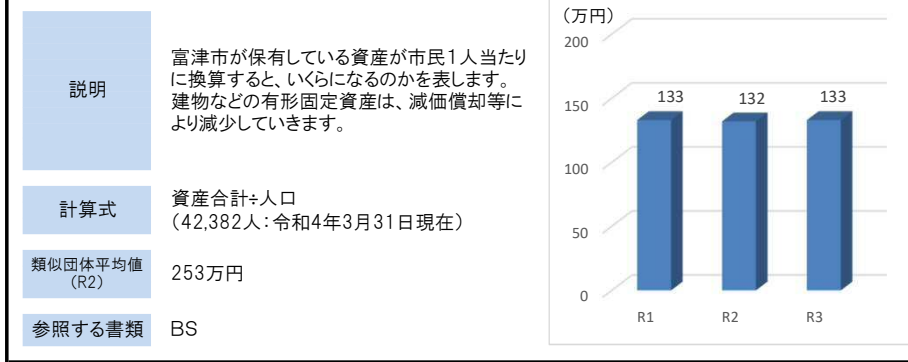 説明
富津市が保有している資産が市民1人当たり
に換算すると、いくらになるのかを表します。
建物などの有形固定資産は、減価償却等に
より減少していきます。
計算式
資産合計÷人口
（42,382人：令和4年3月31日現在）
類似団体平均値
（R2）
253万円
参照する書類
BS
（万円）
200
150
100
50
0
133
132
133
R1
R2
R3